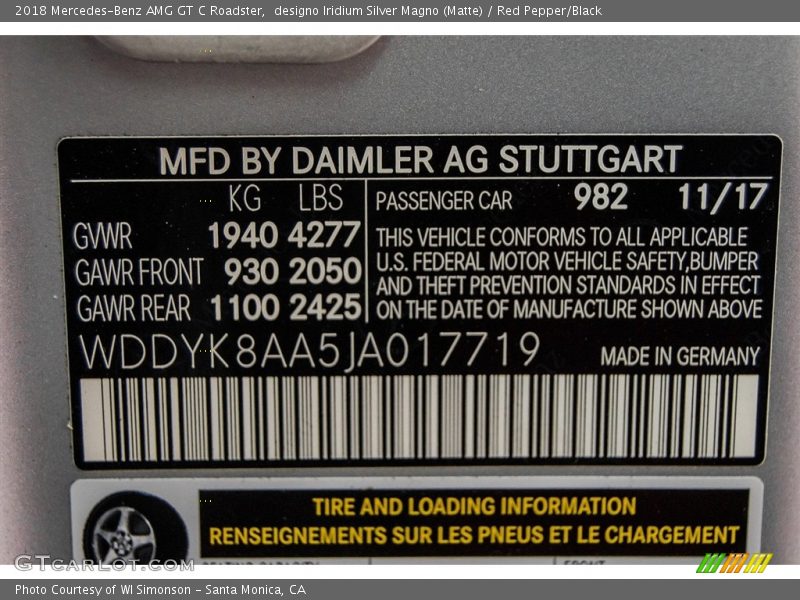 2018 Mercedes-Benz AMG GT C Roadster,  designo Iridium Silver Magno (Matte) / Red Pepper/Black
MFD BY DAIMLER AG STUTTGART
KG LBS
GVWR 1940 4277
GAWR FRONT 930 2050
GAWR REAR 1100 2425
PASSENGER CAR 982 11/17
THIS VEHICLE CONFORMS TO ALL APPLICABLE
U.S. FEDERAL MOTOR VEHICLE SAFETY,BUMPER
AND THEFT PREVENTION STANDARDS IN EFFECT
ON THE DATE OF MANUFACTURE SHOWN ABOVE
WDDYK8AA5JA017719 MADE IN GERMANY
TIRE AND LOADING INFORMATION
RENSEIGNEMENTS SUR LES PNEUS ET LE CHARGEMENT
GTCarLot.com
Photo Courtesy of WI Simonson - Santa Monica, CA